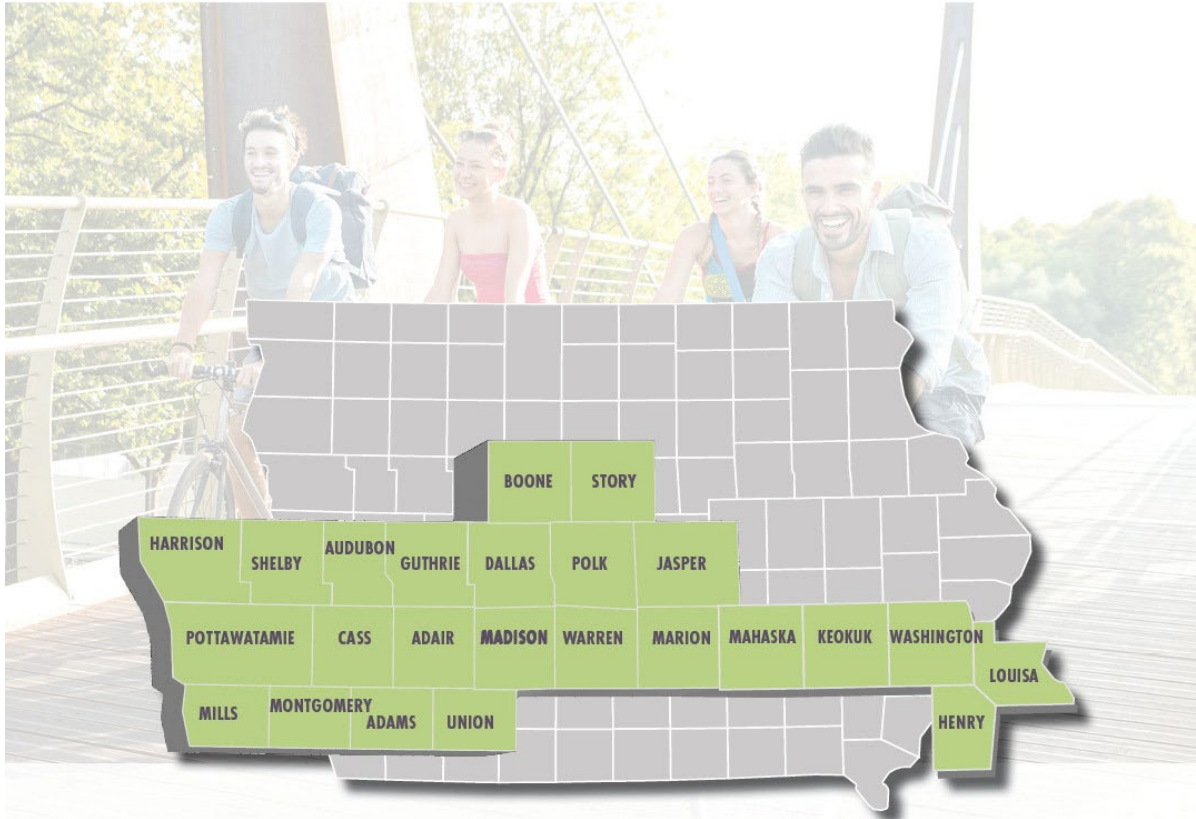 BOONE STORY
HARRISON SHELBY AUDUBON GUTHRIE DALLAS POLK JASPER
POTTAWATAMIE CASS ADAIR MADISON WARREN MARION MAHASKA KEOKUK WASHINGTON
LOUISA
MILLS MONTGOMERY ADAMS UNION HENRY